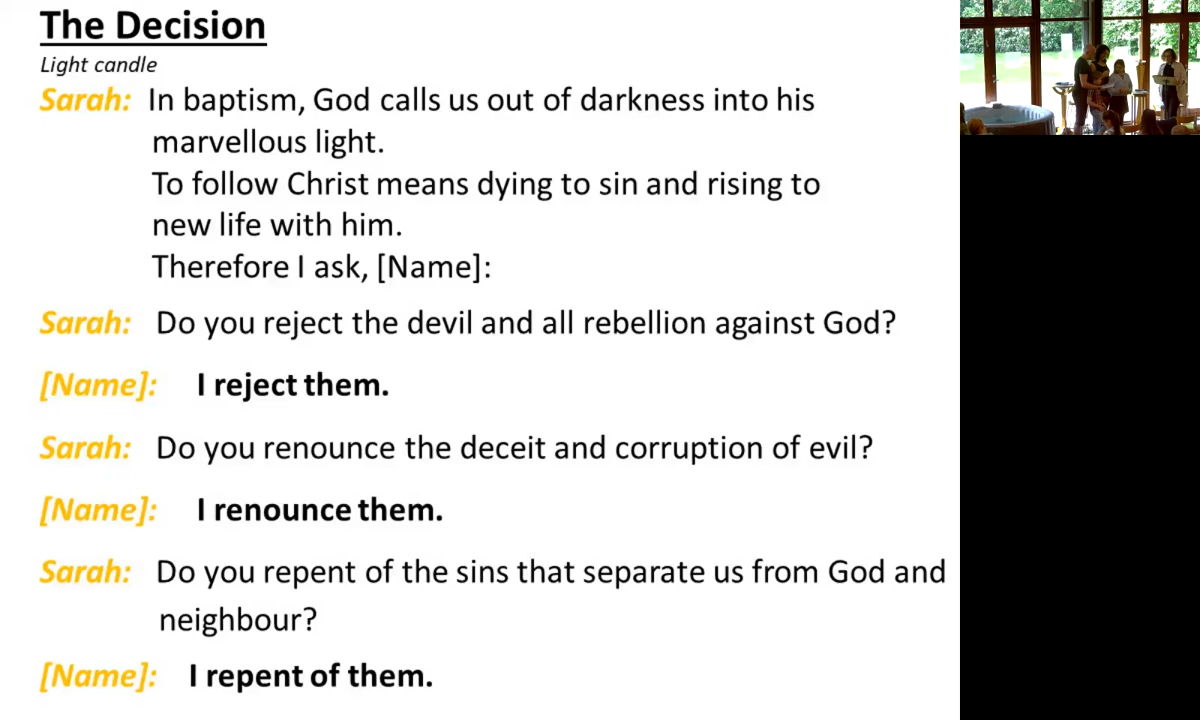 The Decision
Light candle
Sarah: In baptism, God calls us out of darkness into his
marvellous light.
To follow Christ means dying to sin and rising to
new life with him.
Therefore I ask, [Name]:
Sarah: Do you reject the devil and all rebellion against God?
[Name]: I reject them.
Sarah: Do you renounce the deceit and corruption of evil?
[Name]: I renounce them.
Sarah: Do you repent of the sins that separate us from God and
neighbour?
[Name]: I repent of them.